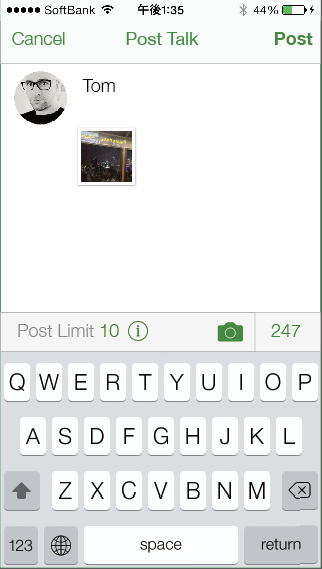 SoftBank 午後1:35 44%
Cancel Post Talk Post
Tom
Post Limit 10 i 247
Q W E R T Y U I O P
A S D F G H J K L
Z X C V B N M
123 space return